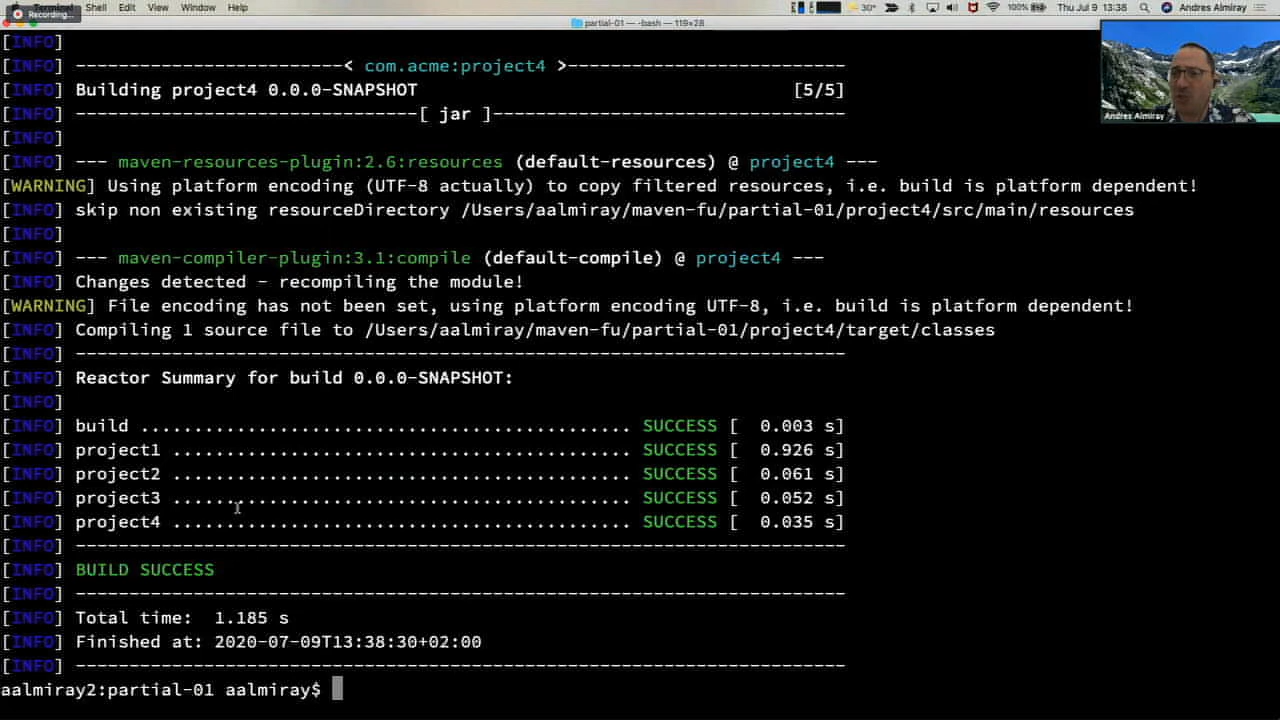 Recording...
Terminal Shell Edit View Window Help
30° 100% Thu Jul 9 13:38 Andres Almiray
partial-01 — -bash — 119×28
Andres Almiray
[INFO]
[INFO] -------------------------< com.acme:project4 >--------------------------
[INFO] Building project4 0.0.0-SNAPSHOT [5/5]
[INFO] --------------------------------[ jar ]---------------------------------
[INFO]
[INFO] --- maven-resources-plugin:2.6:resources (default-resources) @ project4 ---
[WARNING] Using platform encoding (UTF-8 actually) to copy filtered resources, i.e. build is platform dependent!
[INFO] skip non existing resourceDirectory /Users/aalmiray/maven-fu/partial-01/project4/src/main/resources
[INFO]
[INFO] --- maven-compiler-plugin:3.1:compile (default-compile) @ project4 ---
[INFO] Changes detected - recompiling the module!
[WARNING] File encoding has not been set, using platform encoding UTF-8, i.e. build is platform dependent!
[INFO] Compiling 1 source file to /Users/aalmiray/maven-fu/partial-01/project4/target/classes
[INFO] ------------------------------------------------------------------------
[INFO] Reactor Summary for build 0.0.0-SNAPSHOT:
[INFO]
[INFO] build .............................................. SUCCESS [  0.003 s]
[INFO] project1 ........................................... SUCCESS [  0.926 s]
[INFO] project2 ........................................... SUCCESS [  0.061 s]
[INFO] project3 ........................................... SUCCESS [  0.052 s]
[INFO] project4 ........................................... SUCCESS [  0.035 s]
[INFO] ------------------------------------------------------------------------
[INFO] BUILD SUCCESS
[INFO] ------------------------------------------------------------------------
[INFO] Total time:  1.185 s
[INFO] Finished at: 2020-07-09T13:38:30+02:00
[INFO] ------------------------------------------------------------------------
aalmiray2:partial-01 aalmiray$